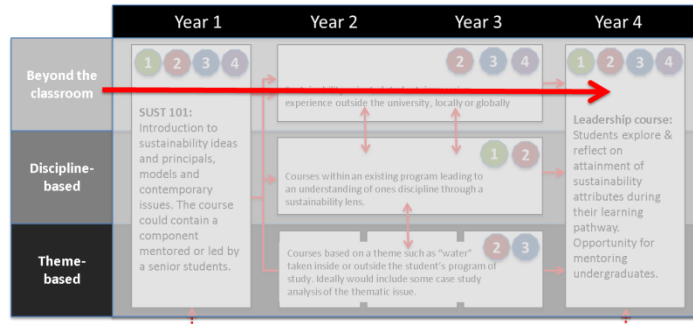 Year 1 Year 2 Year 3 Year 4
Beyond the
classroom
Discipline-
based
Theme-
based
1 2 3 4
SUST 101:
Introduction to
sustainability ideas
and principals,
models and
contemporary
issues. The course
could contain a
component
mentored or led by
a senior students.
2 3 4
experience outside the university, locally or globally
1 2
Courses within an existing program leading to
an understanding of ones discipline through a
sustainability lens.
2 3
Courses based on a theme such as “water”
taken inside or outside the student’s program of
study. Ideally would include some case study
analysis of the thematic issue.
1 2 3 4
Leadership course:
Students explore &
reflect on
attainment of
sustainability
attributes during
their learning
pathway.
Opportunity for
mentoring
undergraduates.